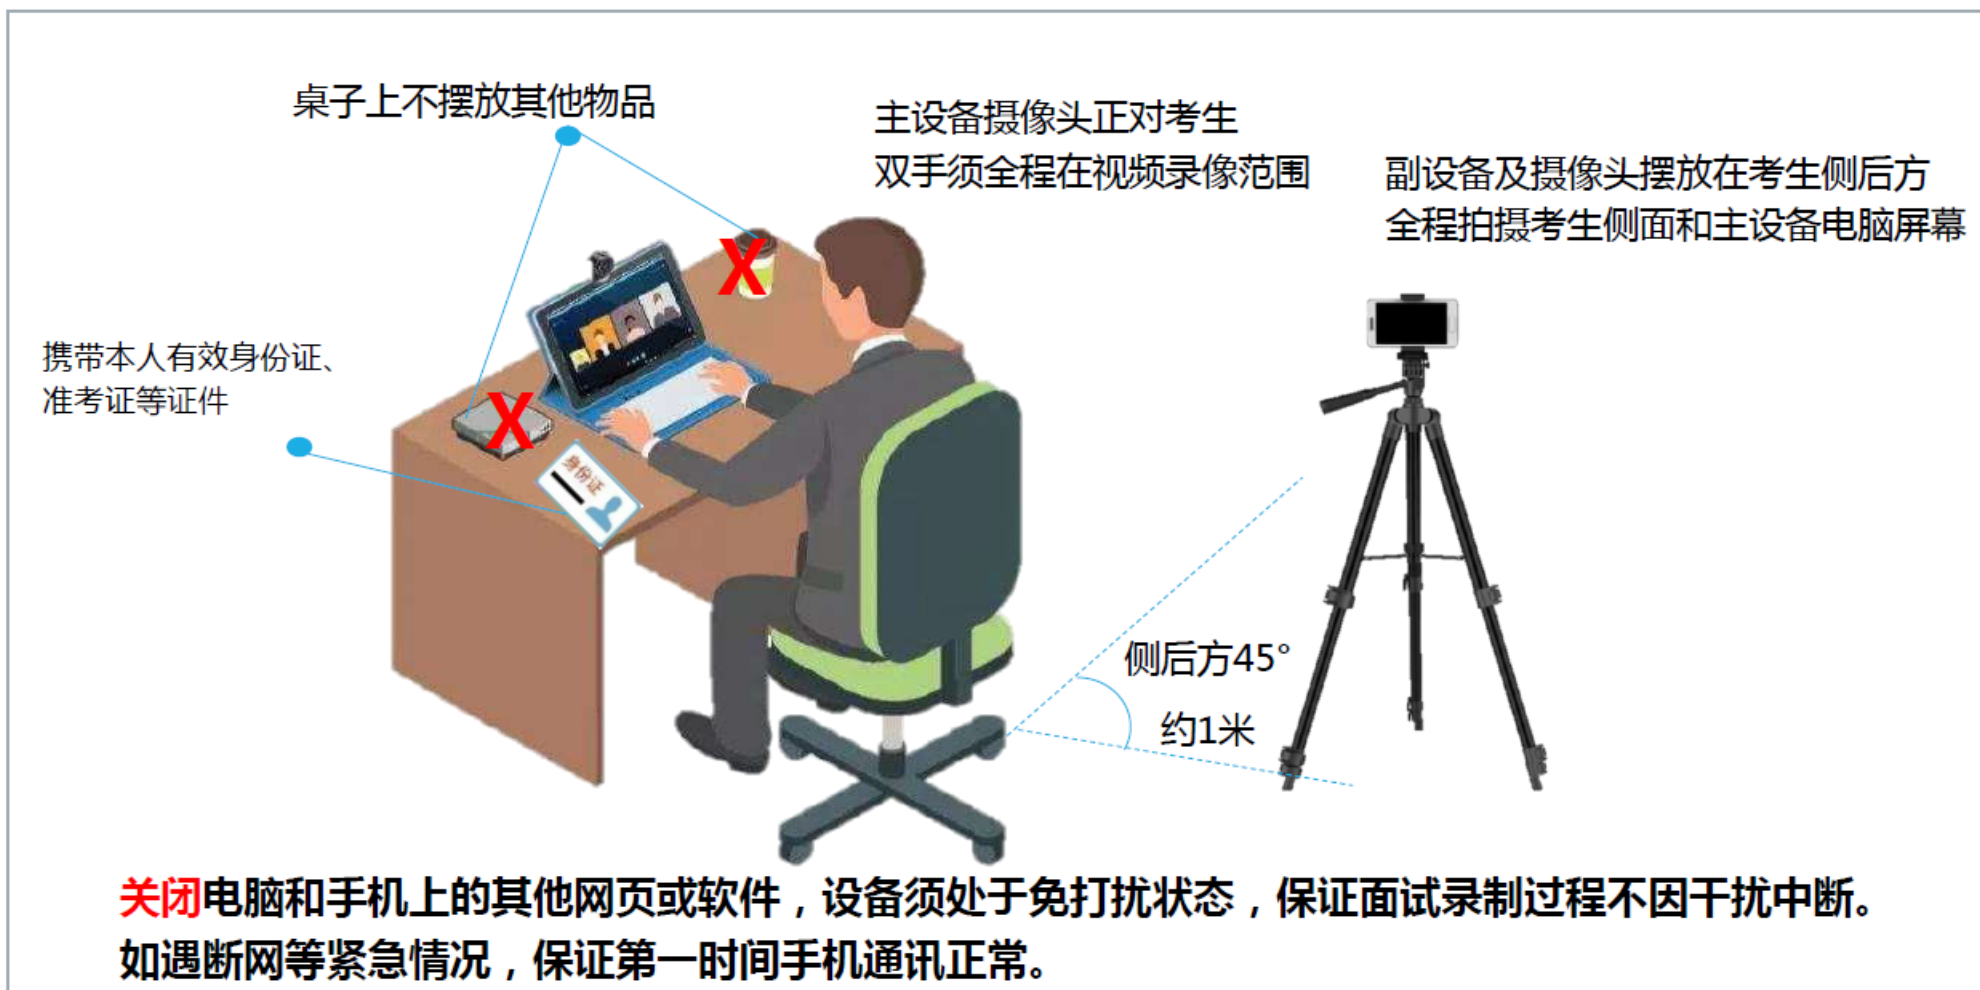 桌子上不摆放其他物品
主设备摄像头正对考生
双手须全程在视频录像范围
副设备及摄像头摆放在考生侧后方
全程拍摄考生侧面和主设备电脑屏幕
携带本人有效身份证、
准考证等证件
X
X
身份证
侧后方45°
约1米
关闭电脑和手机上的其他网页或软件，设备须处于免打扰状态，保证面试录制过程不因干扰中断。
如遇断网等紧急情况，保证第一时间手机通讯正常。